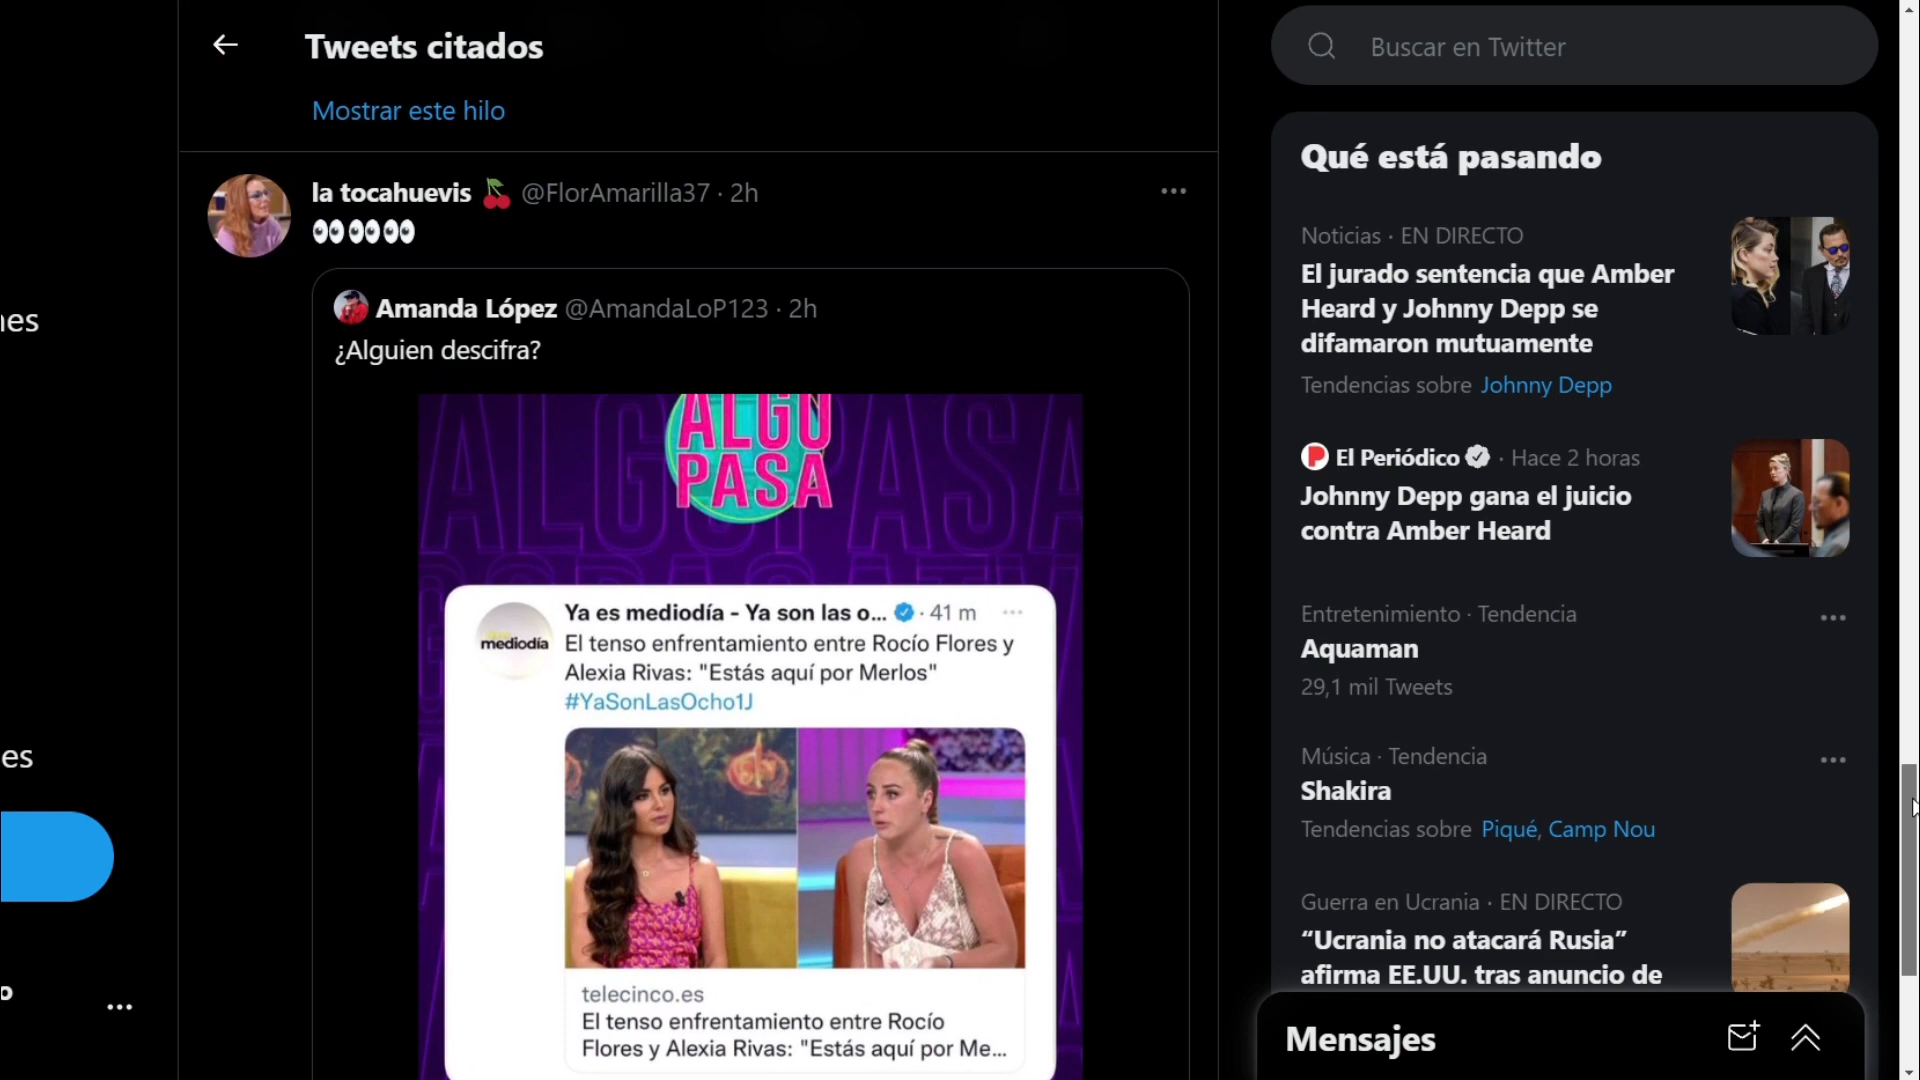 Tweets citados
Mostrar este hilo
la tocahuevis 🍒 @FlorAmarilla37 · 2h
👀👀👀
Amanda López @AmandaLoP123 · 2h
¿Alguien descifra?
ALGO
PASA
Ya es mediodía - Ya son las o... · 41 m
mediodía
El tenso enfrentamiento entre Rocío Flores y
Alexia Rivas: "Estás aquí por Merlos"
#YaSonLasOcho1J
telecinco.es
El tenso enfrentamiento entre Rocío
Flores y Alexia Rivas: "Estás aquí por Me...
Buscar en Twitter
Qué está pasando
Noticias · EN DIRECTO
El jurado sentencia que Amber
Heard y Johnny Depp se
difamaron mutuamente
Tendencias sobre Johnny Depp
El Periódico · Hace 2 horas
Johnny Depp gana el juicio
contra Amber Heard
Entretenimiento · Tendencia
Aquaman
29,1 mil Tweets
Música · Tendencia
Shakira
Tendencias sobre Piqué, Camp Nou
Guerra en Ucrania · EN DIRECTO
“Ucrania no atacará Rusia”
afirma EE.UU. tras anuncio de
Mensajes